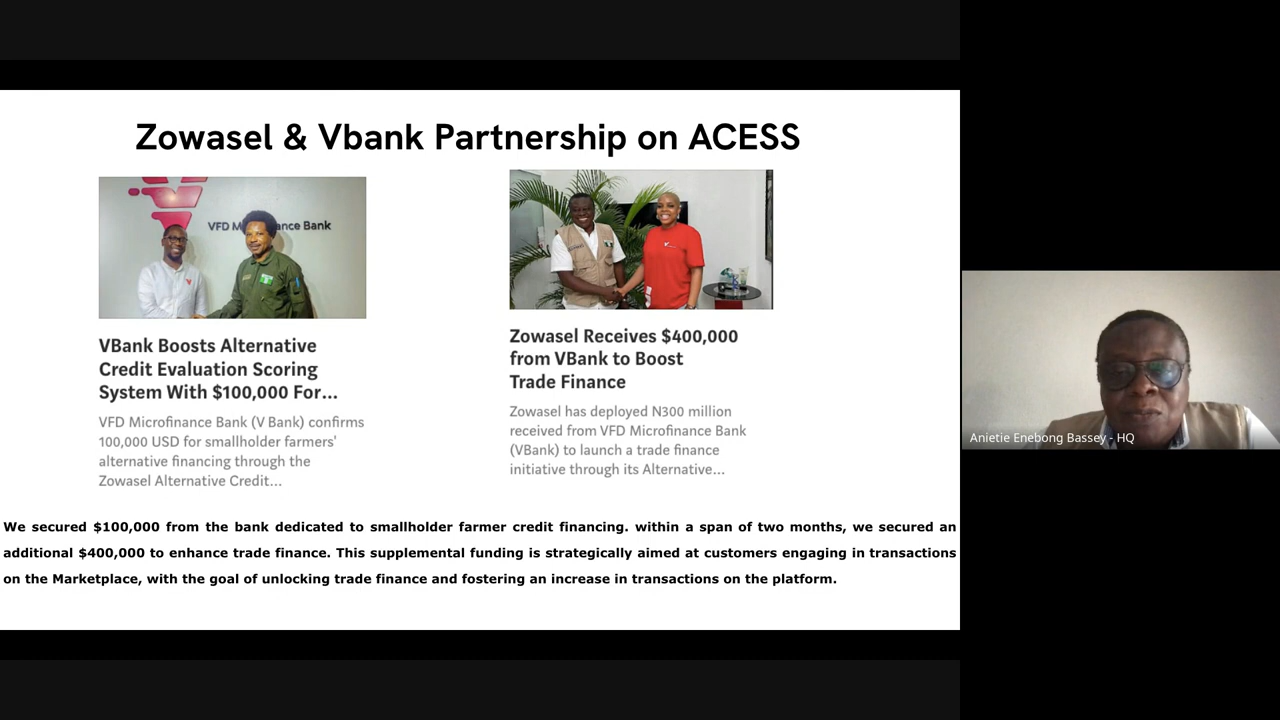 Zowasel & Vbank Partnership on ACESS
VFD M ance Bank
VBank Boosts Alternative
Credit Evaluation Scoring
System With $100,000 For...
VFD Microfinance Bank (V Bank) confirms
100,000 USD for smallholder farmers'
alternative financing through the
Zowasel Alternative Credit...
Zowasel Receives $400,000
from VBank to Boost
Trade Finance
Zowasel has deployed N300 million
received from VFD Microfinance Bank
(VBank) to launch a trade finance
initiative through its Alternative...
We secured $100,000 from the bank dedicated to smallholder farmer credit financing. within a span of two months, we secured an
additional $400,000 to enhance trade finance. This supplemental funding is strategically aimed at customers engaging in transactions
on the Marketplace, with the goal of unlocking trade finance and fostering an increase in transactions on the platform.
Anietie Enebong Bassey - HQ